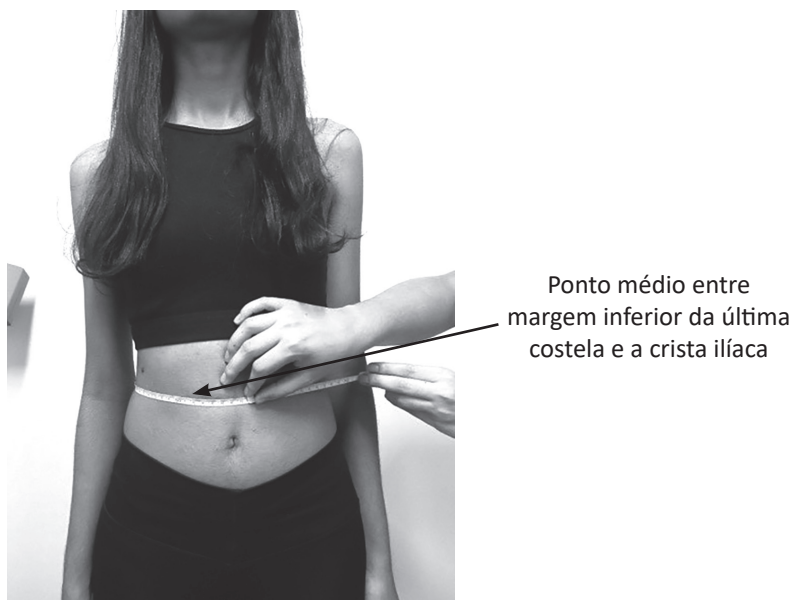 Ponto médio entre
margem inferior da última
costela e a crista ilíaca